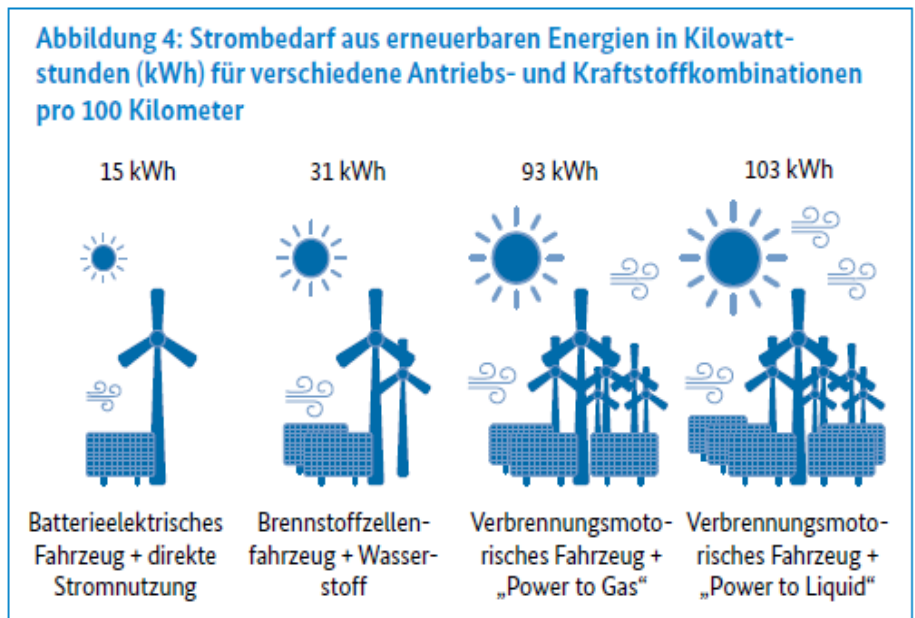 Abbildung 4: Strombedarf aus erneuerbaren Energien in Kilowatt-
stunden (kWh) für verschiedene Antriebs- und Kraftstoffkombinationen
pro 100 Kilometer
15 kWh
31 kWh
93 kWh
103 kWh
Batterieelektrisches
Fahrzeug + direkte
Stromnutzung
Brennstoffzellen-
fahrzeug + Wasser-
stoff
Verbrennungsmoto-
risches Fahrzeug +
„Power to Gas“
Verbrennungsmoto-
risches Fahrzeug +
„Power to Liquid“